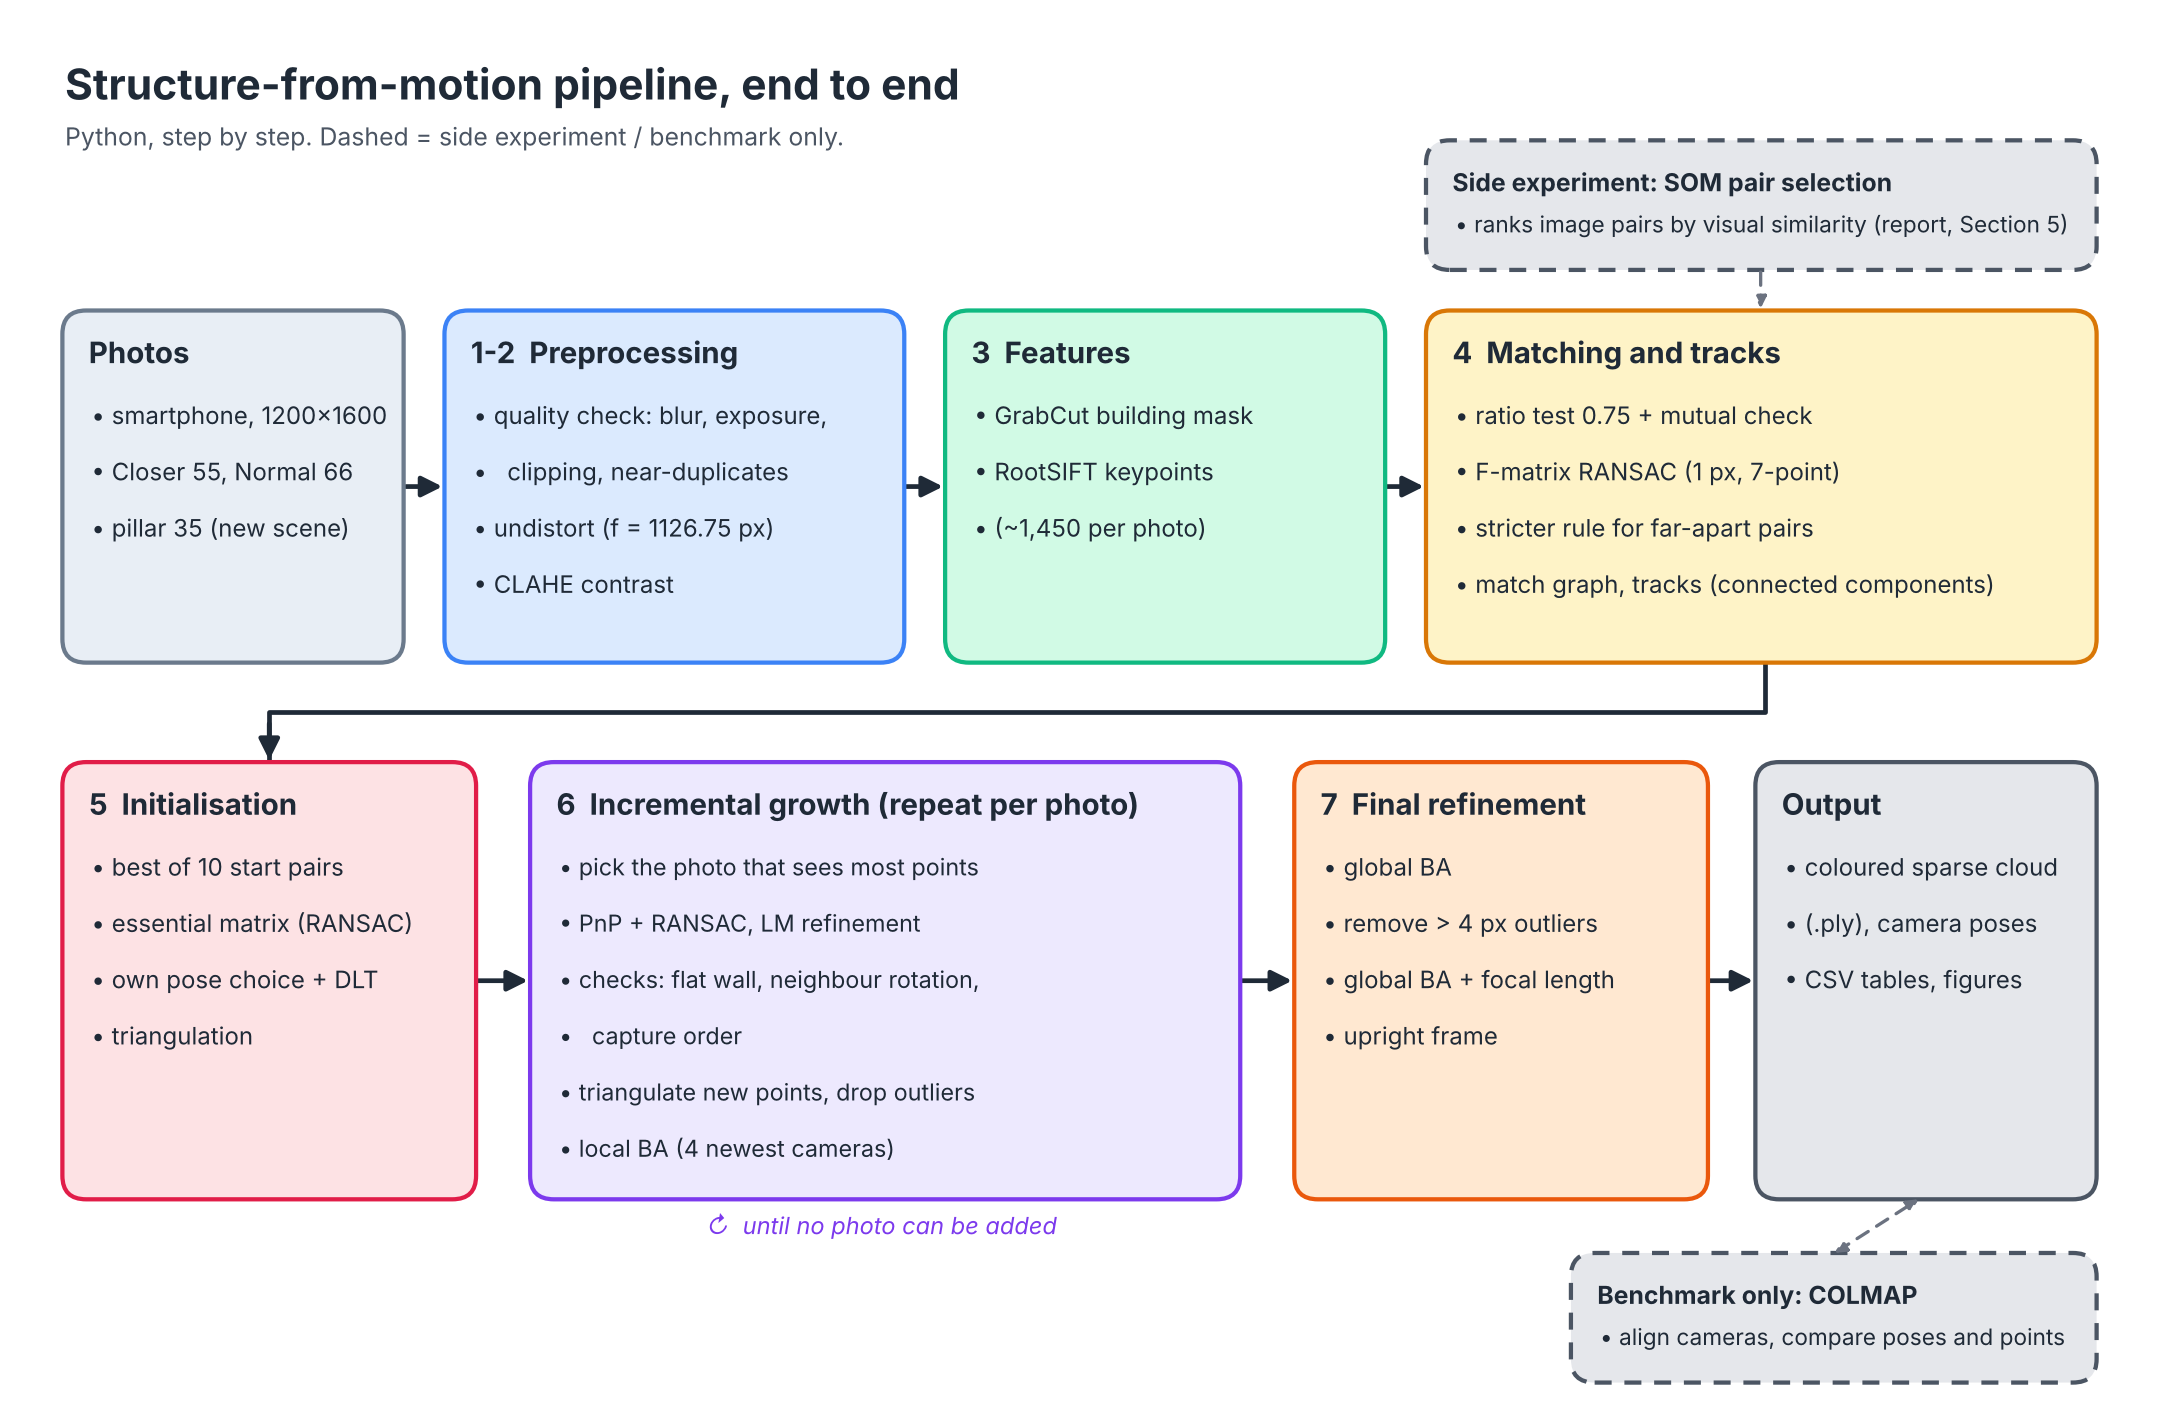 Structure-from-motion pipeline, end to end
Python, step by step. Dashed = side experiment / benchmark only.
Side experiment: SOM pair selection
• ranks image pairs by visual similarity (report, Section 5)
Photos
• smartphone, 1200×1600
• Closer 55, Normal 66
• pillar 35 (new scene)
1-2 Preprocessing
• quality check: blur, exposure,
• clipping, near-duplicates
• undistort (f = 1126.75 px)
• CLAHE contrast
3 Features
• GrabCut building mask
• RootSIFT keypoints
• (~1,450 per photo)
4 Matching and tracks
• ratio test 0.75 + mutual check
• F-matrix RANSAC (1 px, 7-point)
• stricter rule for far-apart pairs
• match graph, tracks (connected components)
5 Initialisation
• best of 10 start pairs
• essential matrix (RANSAC)
• own pose choice + DLT
• triangulation
6 Incremental growth (repeat per photo)
• pick the photo that sees most points
• PnP + RANSAC, LM refinement
• checks: flat wall, neighbour rotation,
• capture order
• triangulate new points, drop outliers
• local BA (4 newest cameras)
↻ until no photo can be added
7 Final refinement
• global BA
• remove > 4 px outliers
• global BA + focal length
• upright frame
Output
• coloured sparse cloud
• (.ply), camera poses
• CSV tables, figures
Benchmark only: COLMAP
• align cameras, compare poses and points